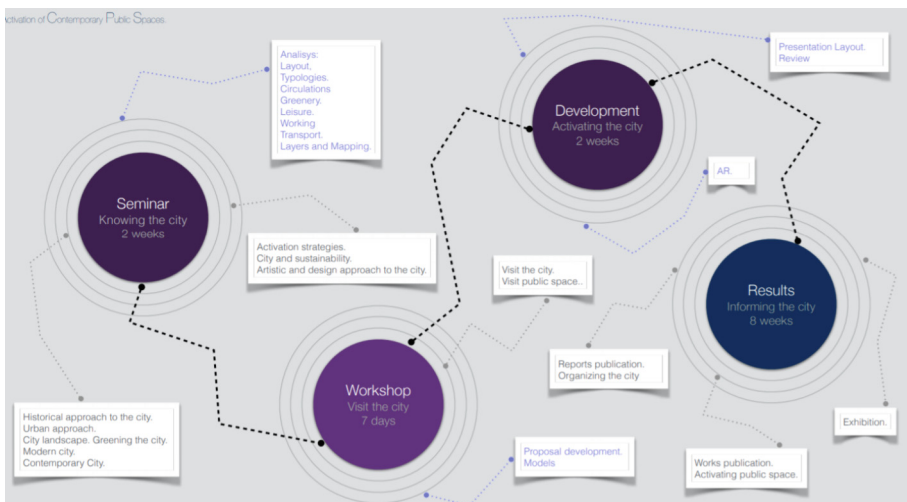 Activation of Contemporary Public Spaces.
Analisys:
Layout,
Typologies.
Circulations
Greenery.
Leisure.
Working
Transport.
Layers and Mapping.
Presentation Layout.
Review
Development
Activating the city
2 weeks
AR.
Seminar
Knowing the city
2 weeks
Activation strategies.
City and sustainability.
Artistic and design approach to the city.
Visit the city.
Visit public space..
Results
Informing the city
8 weeks
Reports publication.
Organizing the city
Workshop
Visit the city
7 days
Historical approach to the city.
Urban approach.
City landscape. Greening the city.
Modern city.
Contemporary City.
Exhibition.
Proposal development.
Models
Works publication.
Activating public space.